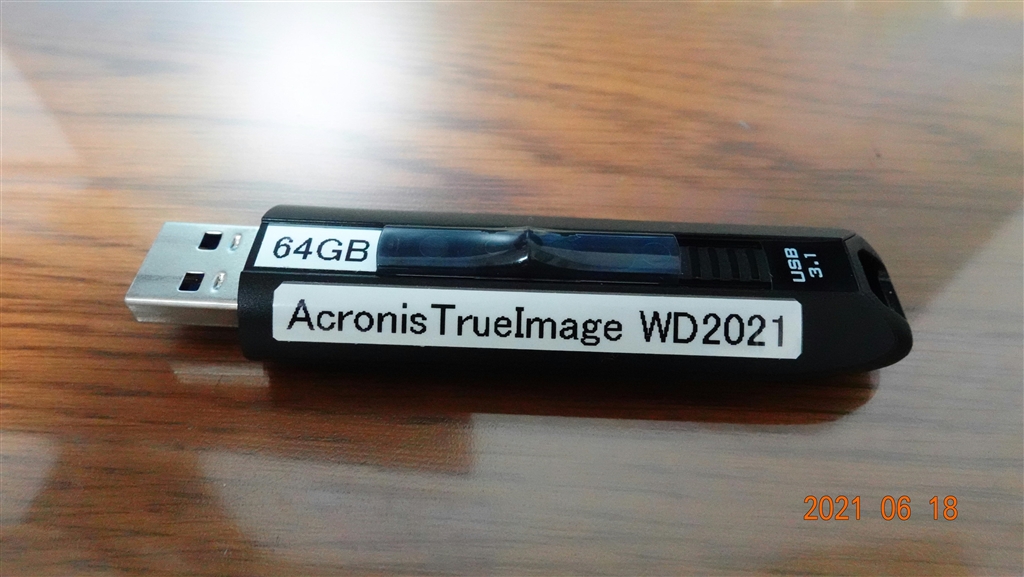 64GB
USB
3.1
AcronisTrueImage WD2021
2021 06 18